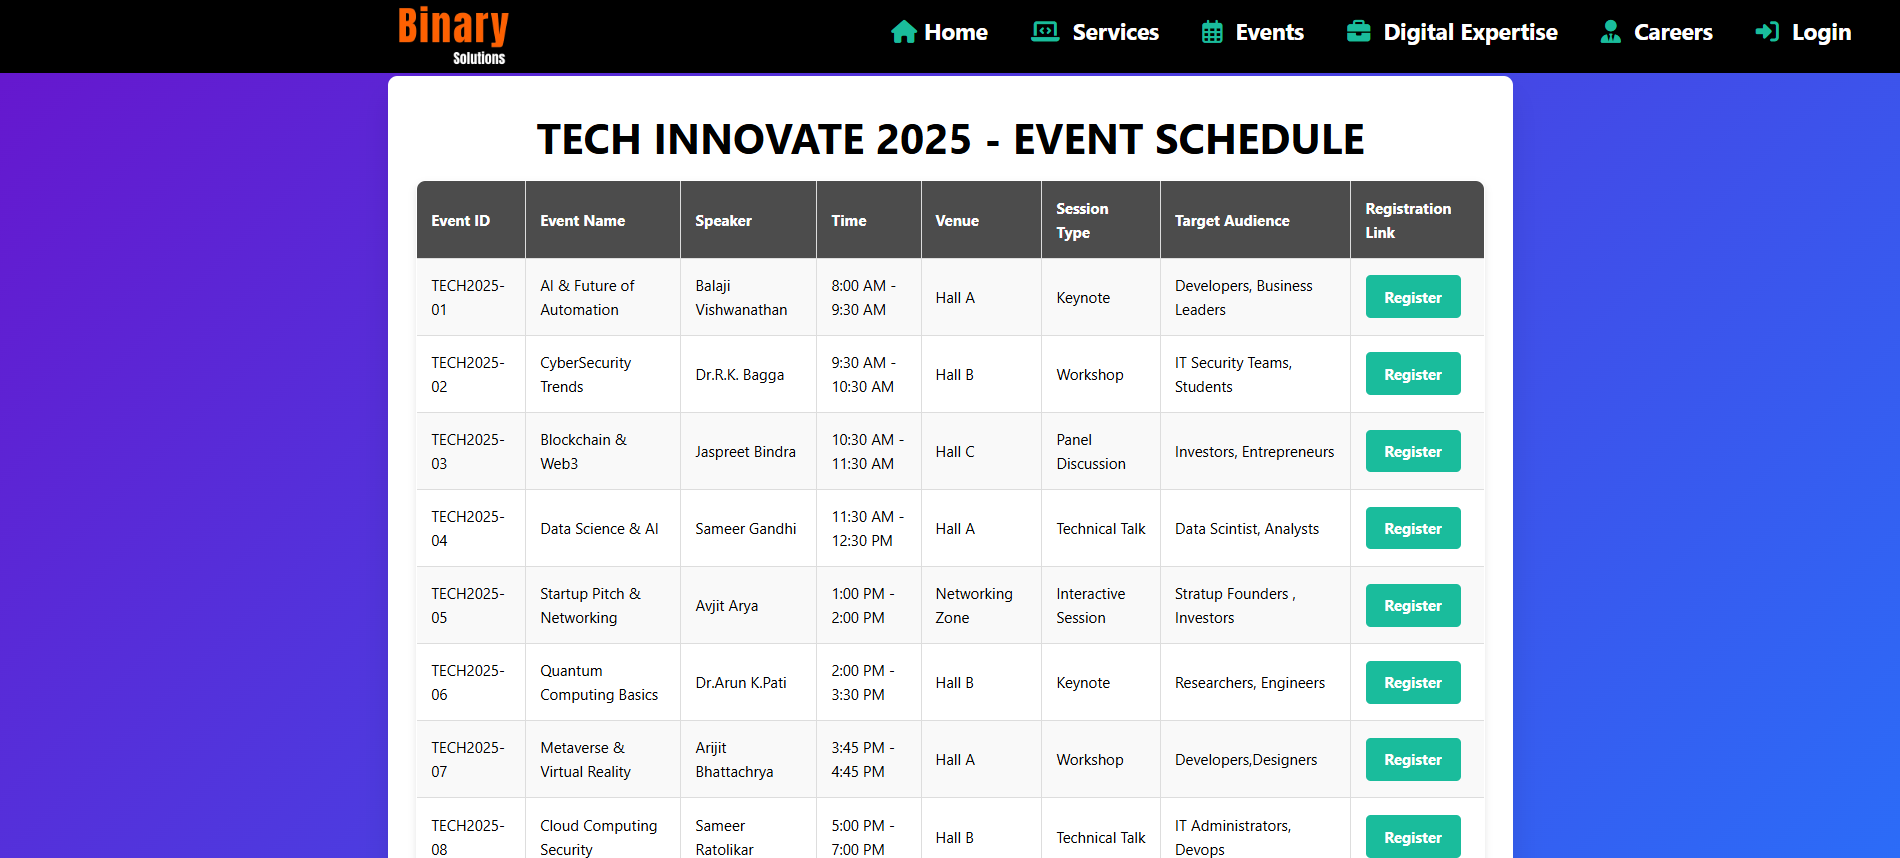 Binary
Solutions
Home Services Events Digital Expertise Careers Login
TECH INNOVATE 2025 - EVENT SCHEDULE
Event ID Event Name Speaker Time Venue Session Type Target Audience Registration Link
TECH2025-01 AI & Future of Automation Balaji Vishwanathan 8:00 AM - 9:30 AM Hall A Keynote Developers, Business Leaders Register
TECH2025-02 CyberSecurity Trends Dr.R.K. Bagga 9:30 AM - 10:30 AM Hall B Workshop IT Security Teams, Students Register
TECH2025-03 Blockchain & Web3 Jaspreet Bindra 10:30 AM - 11:30 AM Hall C Panel Discussion Investors, Entrepreneurs Register
TECH2025-04 Data Science & AI Sameer Gandhi 11:30 AM - 12:30 PM Hall A Technical Talk Data Scintist, Analysts Register
TECH2025-05 Startup Pitch & Networking Avjit Arya 1:00 PM - 2:00 PM Networking Zone Interactive Session Stratup Founders , Investors Register
TECH2025-06 Quantum Computing Basics Dr.Arun K.Pati 2:00 PM - 3:30 PM Hall B Keynote Researchers, Engineers Register
TECH2025-07 Metaverse & Virtual Reality Arijit Bhattachrya 3:45 PM - 4:45 PM Hall A Workshop Developers,Designers Register
TECH2025-08 Cloud Computing Security Sameer Ratolikar 5:00 PM - 7:00 PM Hall B Technical Talk IT Administrators, Devops Register